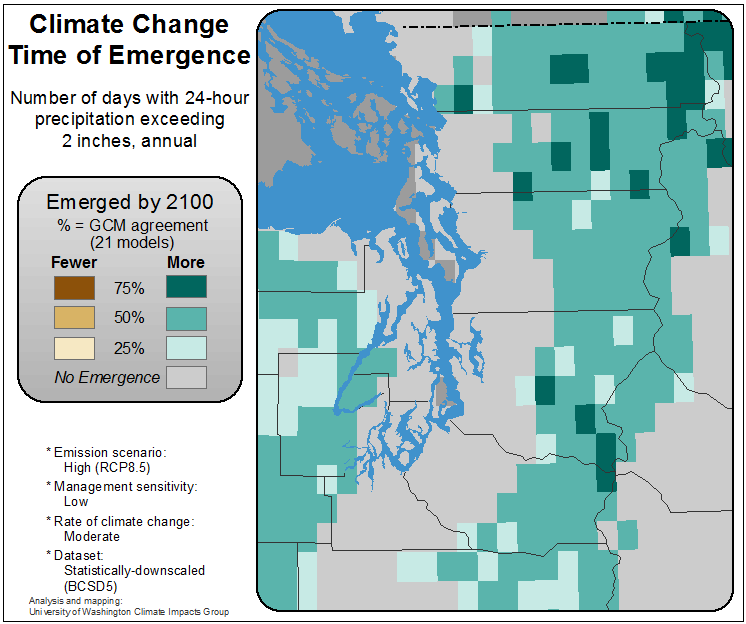 Climate Change
Time of Emergence
Number of days with 24-hour
precipitation exceeding
2 inches, annual
Emerged by 2100
% = GCM agreement
(21 models)
Fewer More
75%
50%
25%
No Emergence
* Emission scenario:
High (RCP8.5)
* Management sensitivity:
Low
* Rate of climate change:
Moderate
* Dataset:
Statistically-downscaled
(BCSD5)
Analysis and mapping:
University of Washington Climate Impacts Group